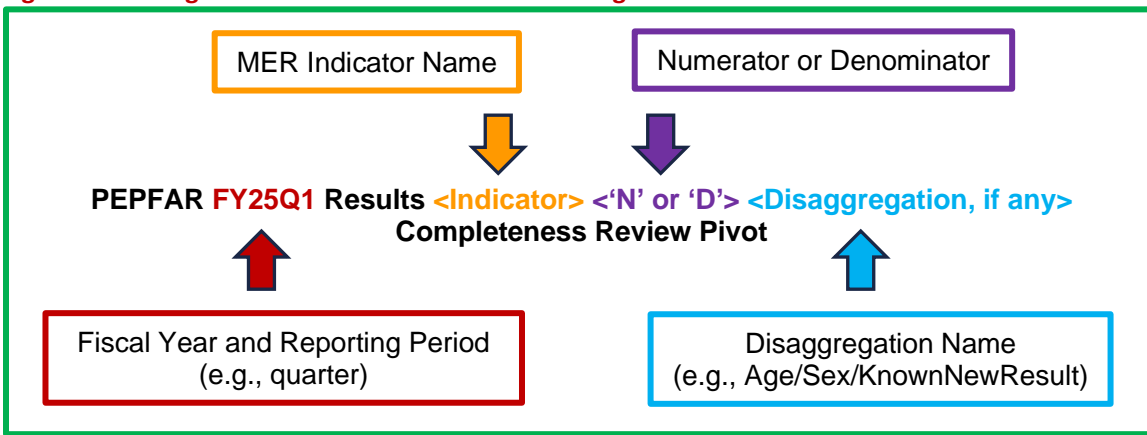 MER Indicator Name
Numerator or Denominator
PEPFAR FY25Q1 Results <Indicator> <‘N’ or ‘D’> <Disaggregation, if any>
Completeness Review Pivot
Fiscal Year and Reporting Period
(e.g., quarter)
Disaggregation Name
(e.g., Age/Sex/KnownNewResult)